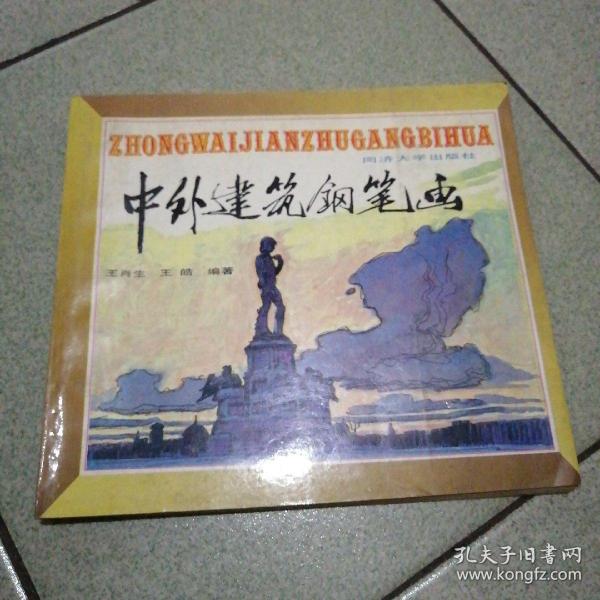 ZHONGWAIJIANZHUGANGBIHUA
同济大学出版社
中外建筑钢笔画
王肖生 王皓 编著
孔夫子旧书网
www.kongfz.com